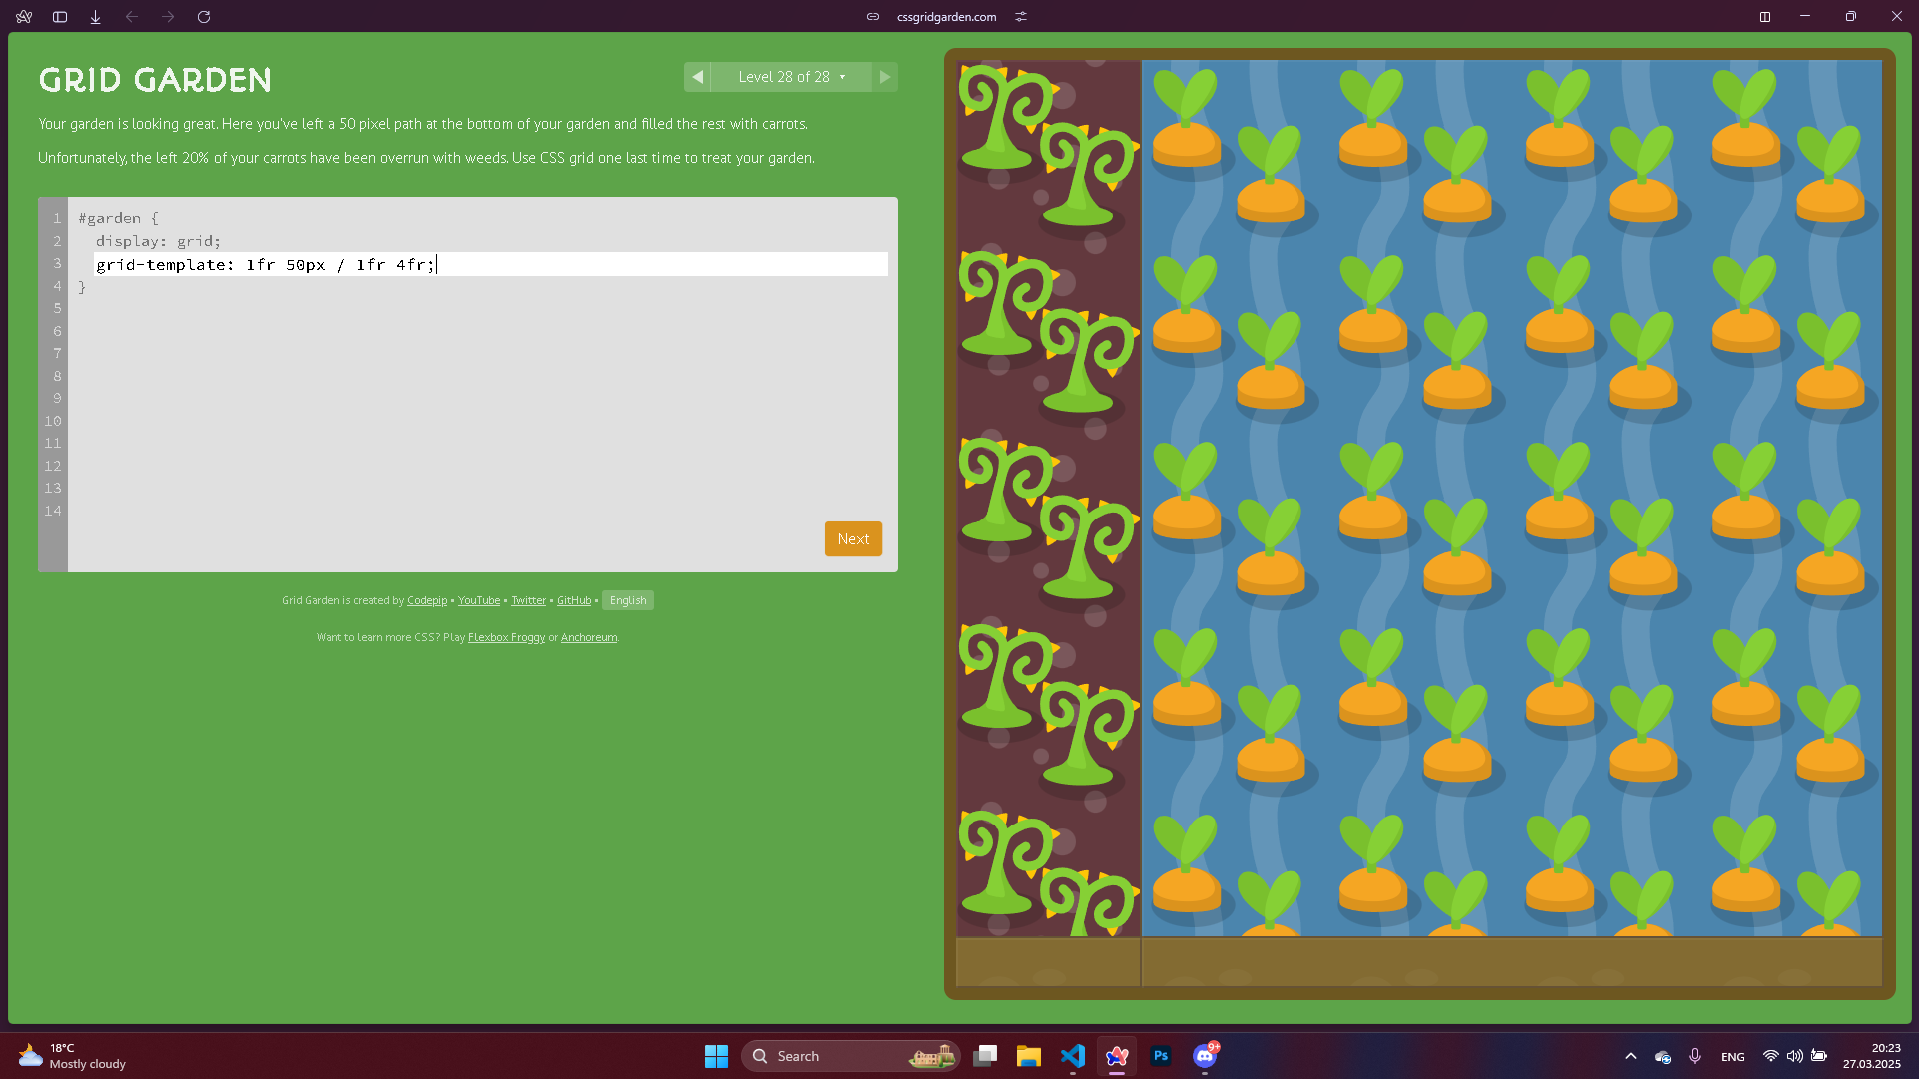 cssgridgarden.com
GRID GARDEN
Level 28 of 28
Your garden is looking great. Here you've left a 50 pixel path at the bottom of your garden and filled the rest with carrots.
Unfortunately, the left 20% of your carrots have been overrun with weeds. Use CSS grid one last time to treat your garden.
1 #garden {
2 display: grid;
3 grid-template: 1fr 50px / 1fr 4fr;
4 }
5
6
7
8
9
10
11
12
13
14
Next
Grid Garden is created by Codepip • YouTube • Twitter • GitHub • English
Want to learn more CSS? Play Flexbox Froggy or Anchoreum.
18°C
Mostly cloudy
Search
Ps
9+
ENG
20:23
27.03.2025